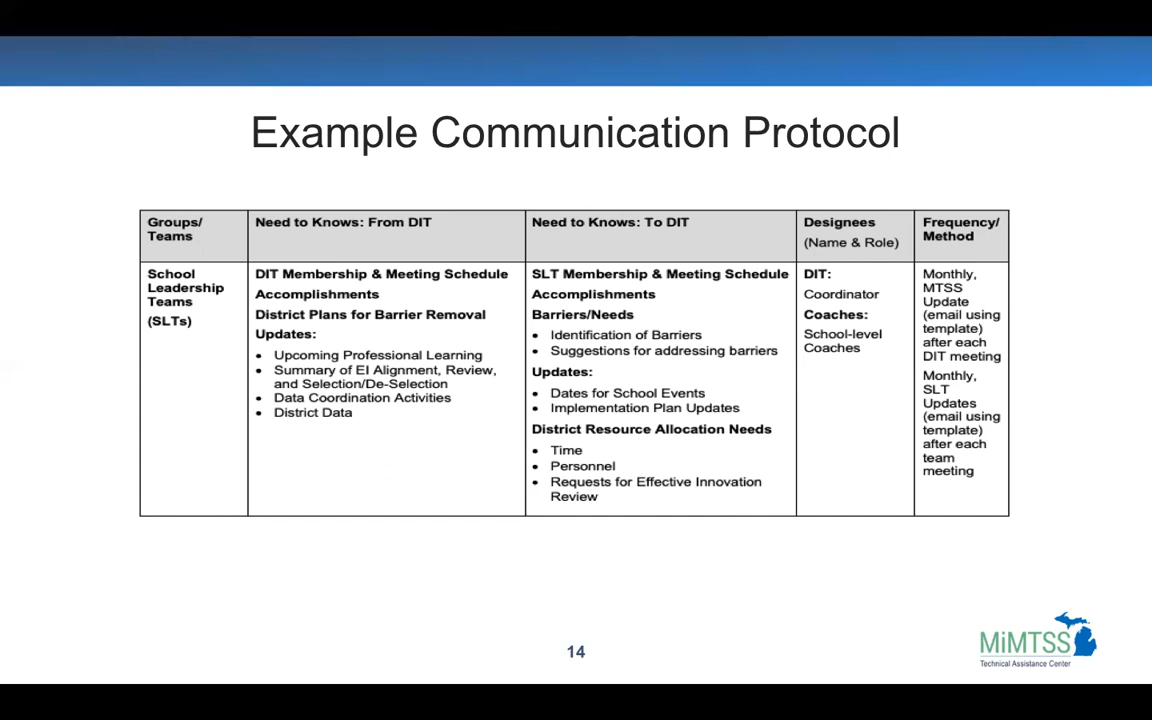 Example Communication Protocol
Groups/
Teams
Need to Knows: From DIT
Need to Knows: To DIT
Designees
(Name & Role)
Frequency/
Method
School
Leadership
Teams
(SLTs)
DIT Membership & Meeting Schedule
Accomplishments
District Plans for Barrier Removal
Updates:
• Upcoming Professional Learning
• Summary of EI Alignment, Review,
and Selection/De-Selection
• Data Coordination Activities
• District Data
SLT Membership & Meeting Schedule
Accomplishments
Barriers/Needs
• Identification of Barriers
• Suggestions for addressing barriers
Updates:
• Dates for School Events
• Implementation Plan Updates
District Resource Allocation Needs
• Time
• Personnel
• Requests for Effective Innovation
Review
DIT:
Coordinator
Coaches:
School-level
Coaches
Monthly,
MTSS
Update
(email using
template)
after each
DIT meeting
Monthly,
SLT
Updates
(email using
template)
after each
team
meeting
14
MiMTSS
Technical Assistance Center